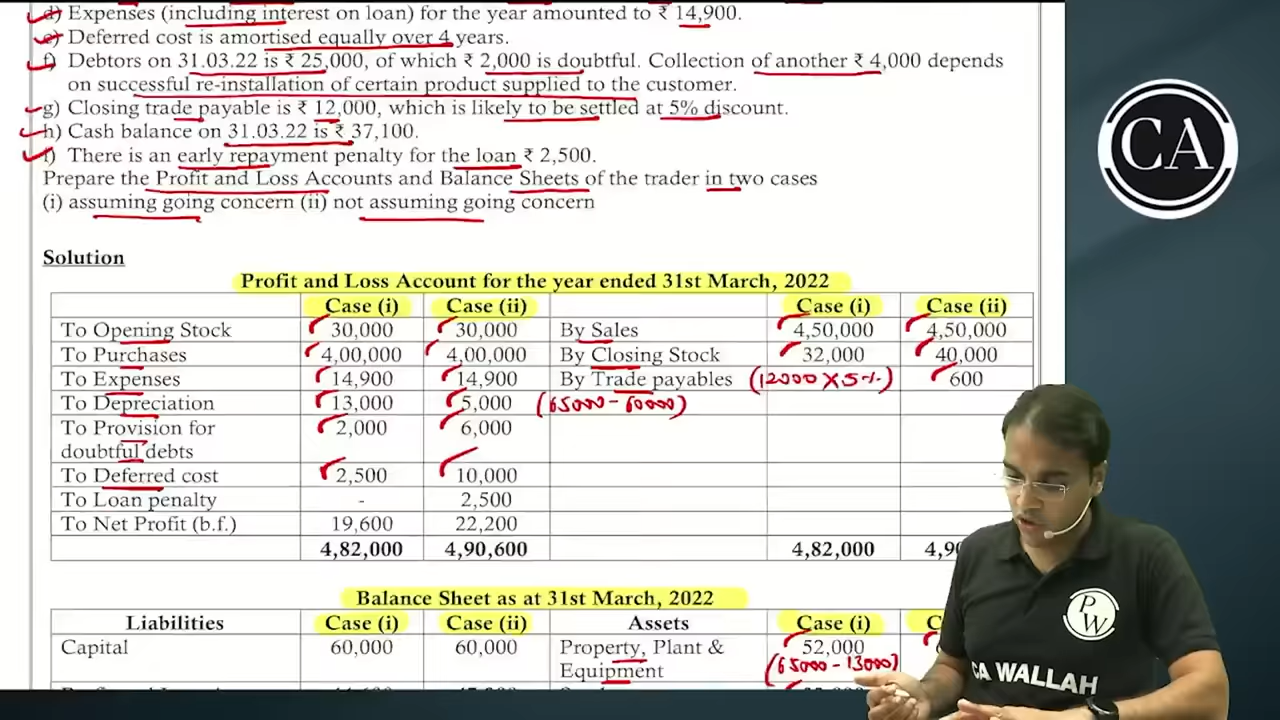 d) Expenses (including interest on loan) for the year amounted to ₹ 14,900.
e) Deferred cost is amortised equally over 4 years.
f) Debtors on 31.03.22 is ₹ 25,000, of which ₹ 2,000 is doubtful. Collection of another ₹ 4,000 depends
on successful re-installation of certain product supplied to the customer.
g) Closing trade payable is ₹ 12,000, which is likely to be settled at 5% discount.
h) Cash balance on 31.03.22 is ₹ 37,100.
i) There is an early repayment penalty for the loan ₹ 2,500.
Prepare the Profit and Loss Accounts and Balance Sheets of the trader in two cases
(i) assuming going concern (ii) not assuming going concern
CA
Solution
Profit and Loss Account for the year ended 31st March, 2022
Case (i) Case (ii) Case (i) Case (ii)
To Opening Stock 30,000 30,000 By Sales 4,50,000 4,50,000
To Purchases 4,00,000 4,00,000 By Closing Stock 32,000 40,000
To Expenses 14,900 14,900 By Trade payables (12000 X 5%) 600
To Depreciation 13,000 5,000 (65000 - 60000)
To Provision for 2,000 6,000
doubtful debts
To Deferred cost 2,500 10,000
To Loan penalty - 2,500
To Net Profit (b.f.) 19,600 22,200
4,82,000 4,90,600 4,82,000
Balance Sheet as at 31st March, 2022
Liabilities Case (i) Case (ii) Assets Case (i)
Capital 60,000 60,000 Property, Plant & 52,000
Equipment (65000 - 13000)
PW
CA WALLAH